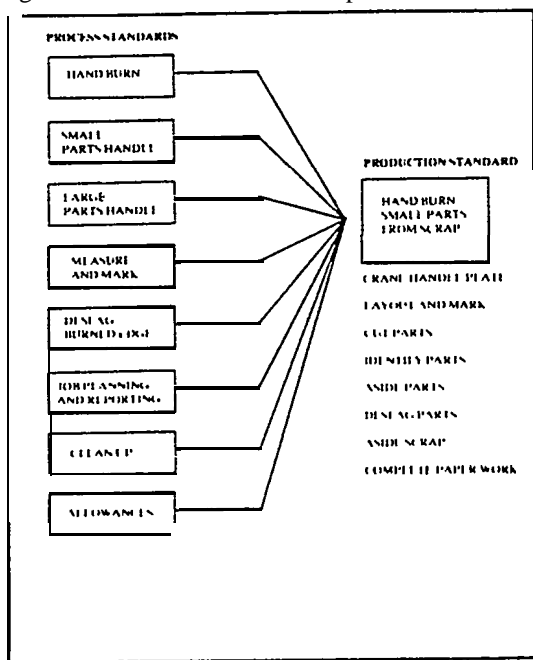 PROCESS STANDARDS
HAND BURN
SMALL
PARTS HANDLE
LARGE
PARTS HANDLE
MEASURE
AND MARK
DESLAG
BURNED EDGE
JOB PLANNING
AND REPORTING
CLEAN UP
ALLOWANCES
PRODUCTION STANDARD
HAND BURN
SMALL PARTS
FROM SCRAP
CRANE HANDLE PLATE
LAYOUT AND MARK
CUT PARTS
IDENTIFY PARTS
ASIDE PARTS
DESLAG PARTS
ASIDE SCRAP
COMPLETE PAPER WORK